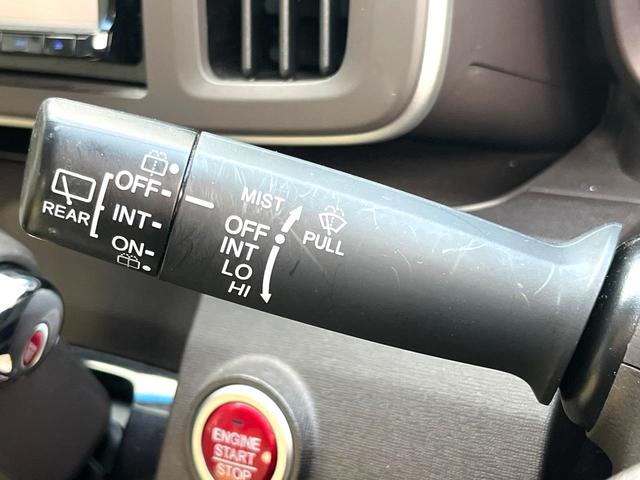 REAR
OFF-
INT-
ON-
MIST
OFF
INT
LO
HI
PULL
ENGINE
START
STOP